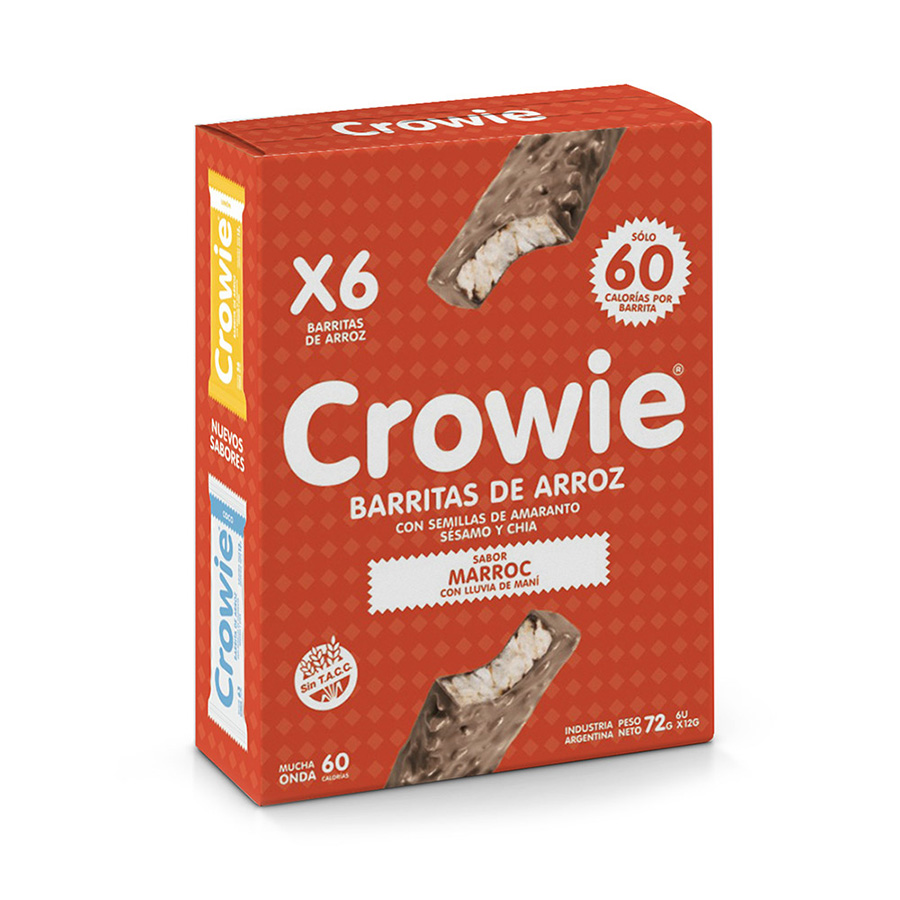 Crowie
X6
BARRITAS
DE ARROZ
SÓLO
60
CALORÍAS POR
BARRITA
Crowie®
BARRITAS DE ARROZ
CON SEMILLAS DE AMARANTO
SÉSAMO Y CHIA
SABOR
MARROC
CON LLUVIA DE MANÍ
Sin T.A.C.C.
MUCHA
ONDA
60
CALORÍAS
INDUSTRIA
ARGENTINA
PESO
NETO
72G
6U
X12G
Crowie
NUEVOS
SABORES
COCO
Crowie